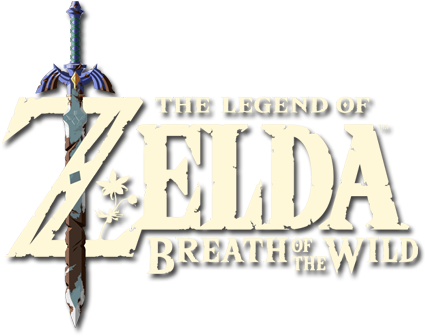 THE LEGEND OF
ZELDA
BREATH OF THE WILD